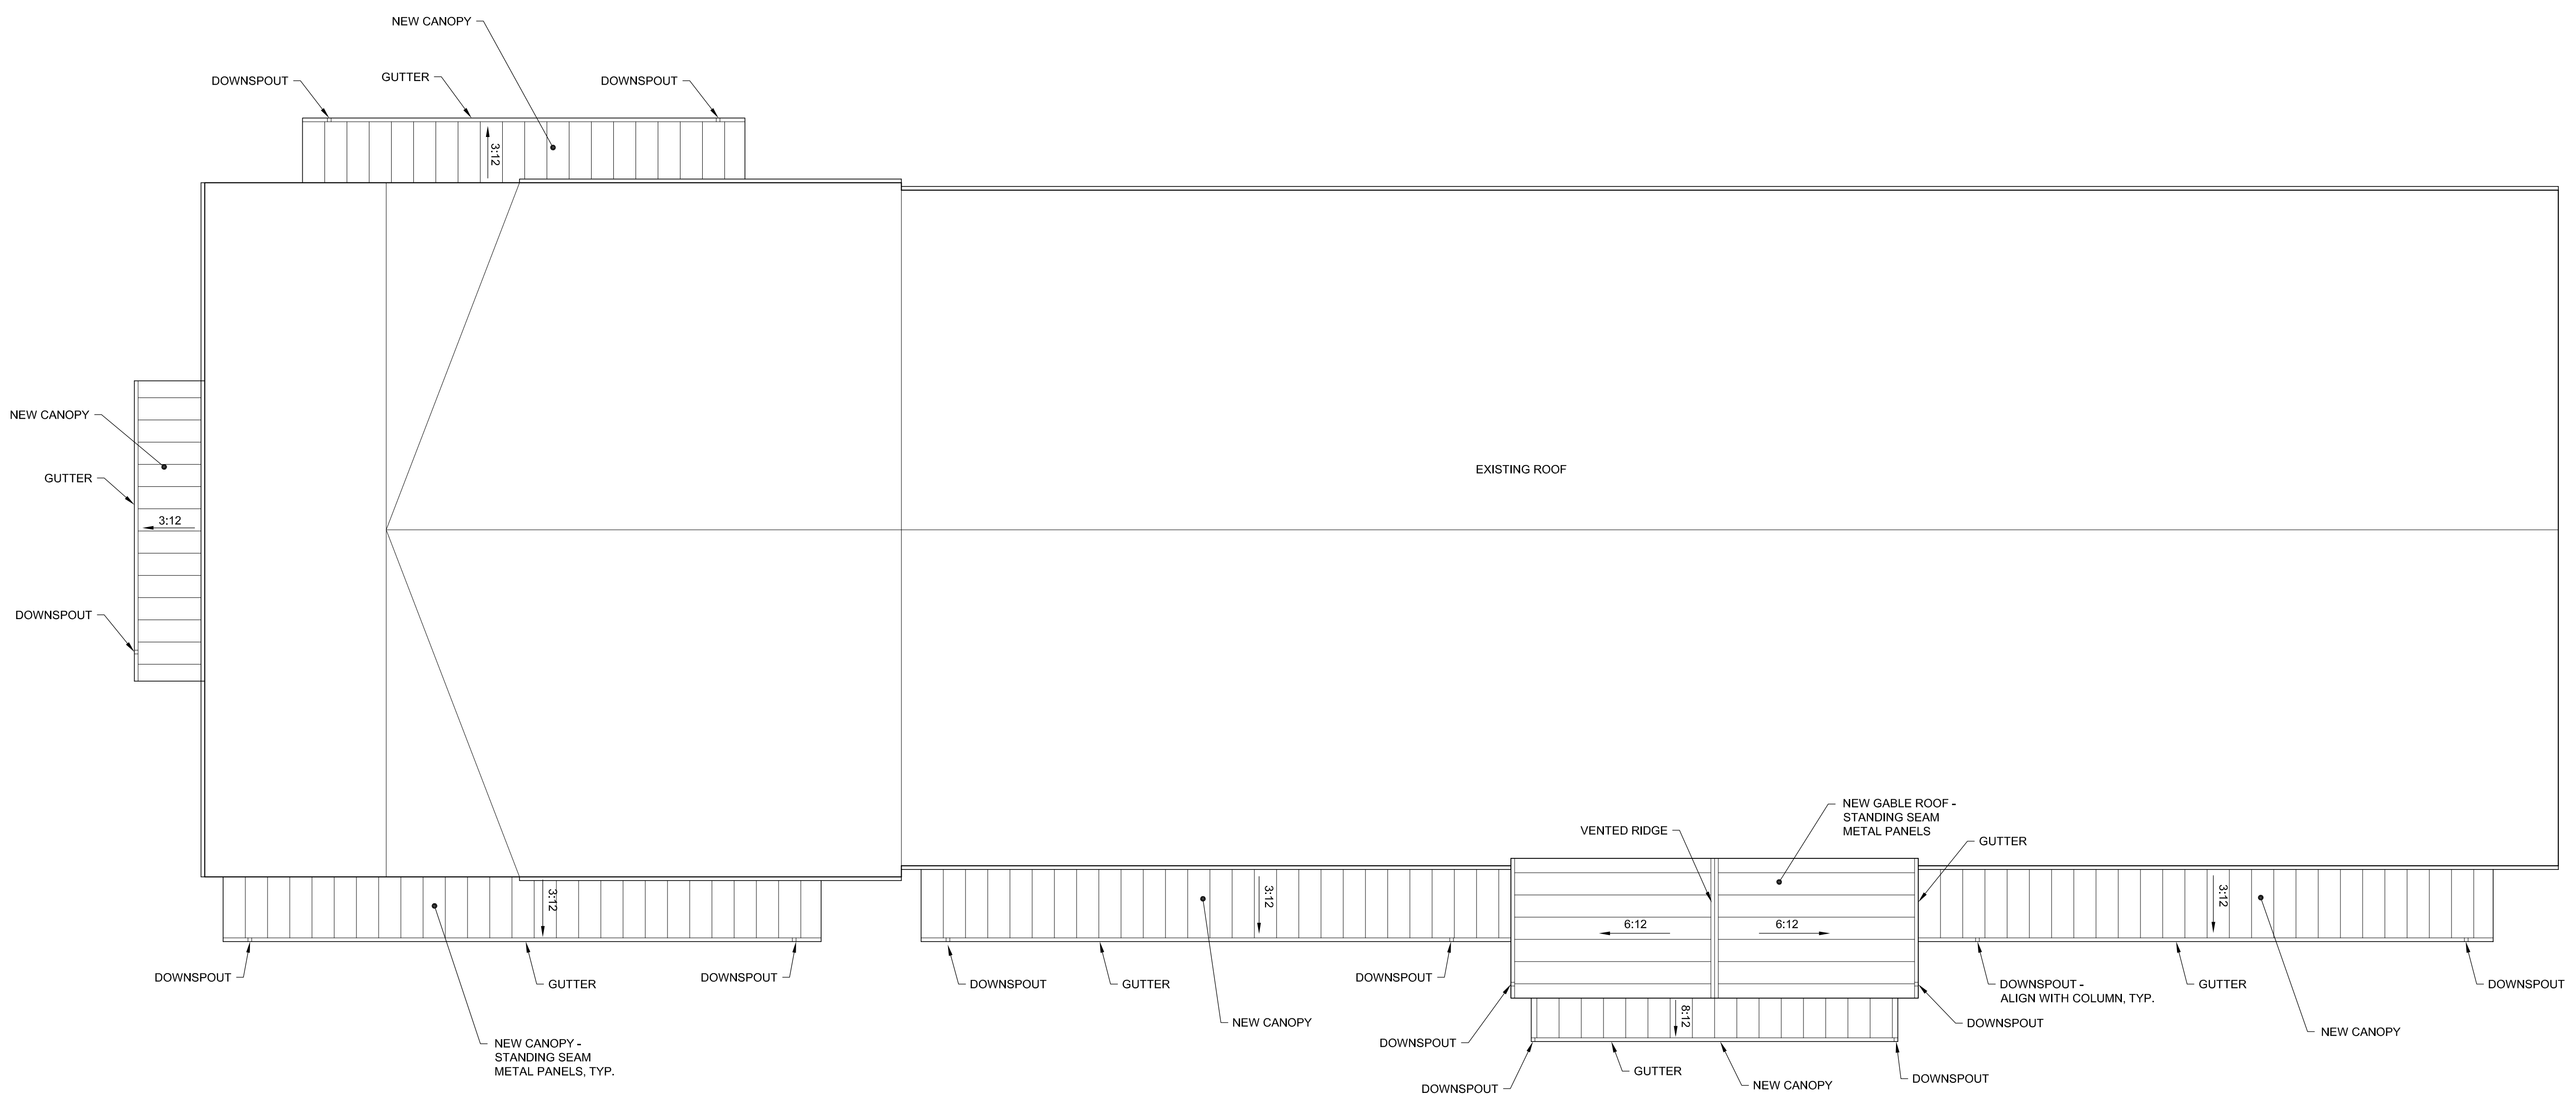 NEW CANOPY
DOWNSPOUT
GUTTER
DOWNSPOUT
3:12
NEW CANOPY
GUTTER
3:12
DOWNSPOUT
EXISTING ROOF
NEW GABLE ROOF -
STANDING SEAM
METAL PANELS
VENTED RIDGE
GUTTER
3:12
3:12
6:12
6:12
3:12
DOWNSPOUT
GUTTER
DOWNSPOUT
DOWNSPOUT
GUTTER
DOWNSPOUT
DOWNSPOUT -
ALIGN WITH COLUMN, TYP.
GUTTER
DOWNSPOUT
NEW CANOPY -
STANDING SEAM
METAL PANELS, TYP.
NEW CANOPY
8:12
DOWNSPOUT
DOWNSPOUT
NEW CANOPY
DOWNSPOUT
GUTTER
NEW CANOPY
DOWNSPOUT